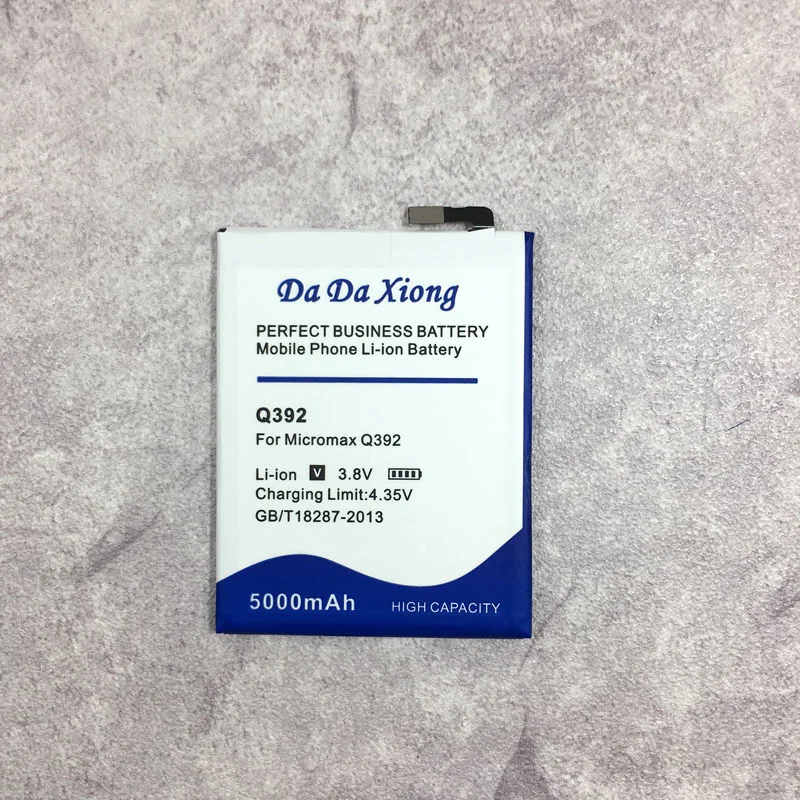 Da Da Xiong
PERFECT BUSINESS BATTERY
Mobile Phone Li-ion Battery
Q392
For Micromax Q392
Li-ion V 3.8V
Charging Limit:4.35V
GB/T18287-2013
5000mAh HIGH CAPACITY